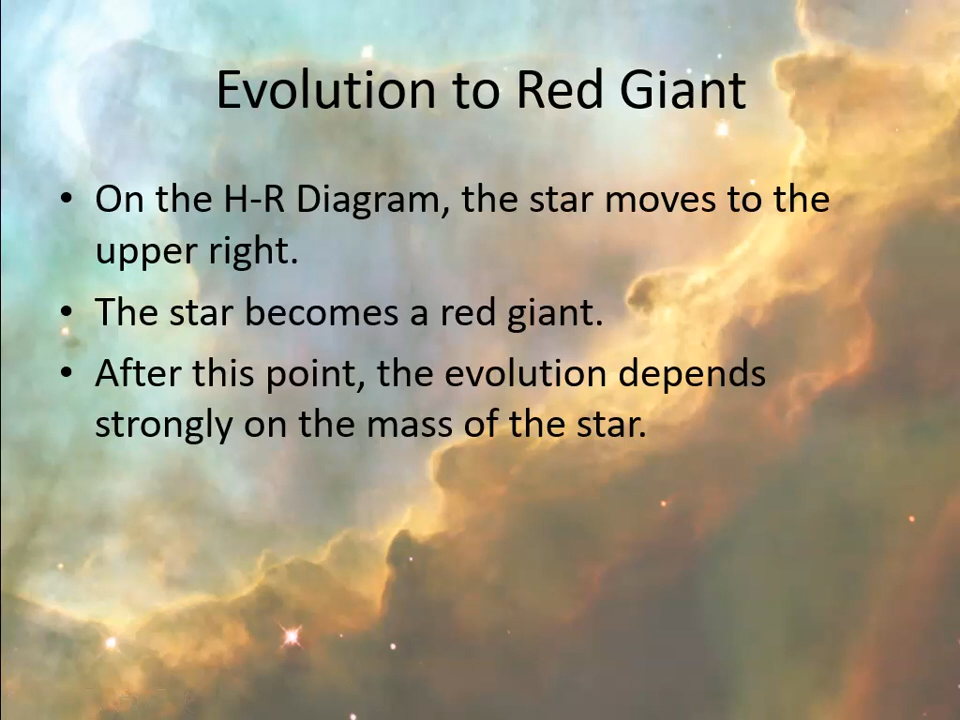 Evolution to Red Giant
• On the H-R Diagram, the star moves to the
upper right.
• The star becomes a red giant.
• After this point, the evolution depends
strongly on the mass of the star.